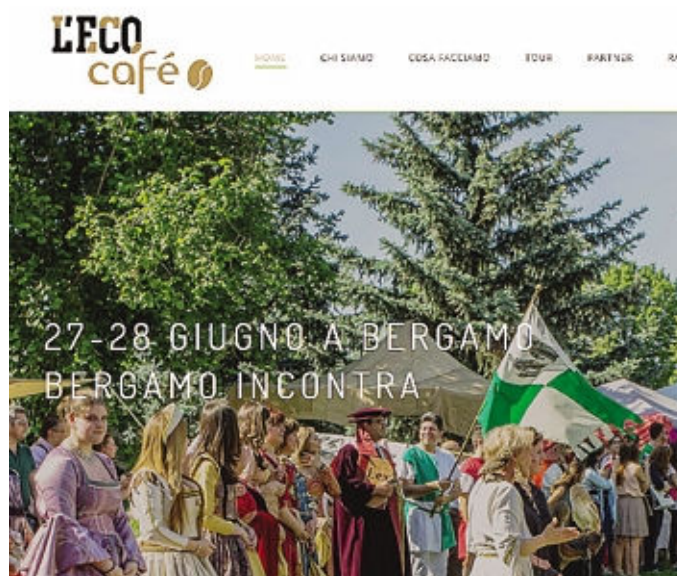 L'ECO
café
HOME CHI SIAMO COSA FACCIAMO TOUR PARTNER
27-28 GIUGNO A BERGAMO
BERGAMO INCONTRA